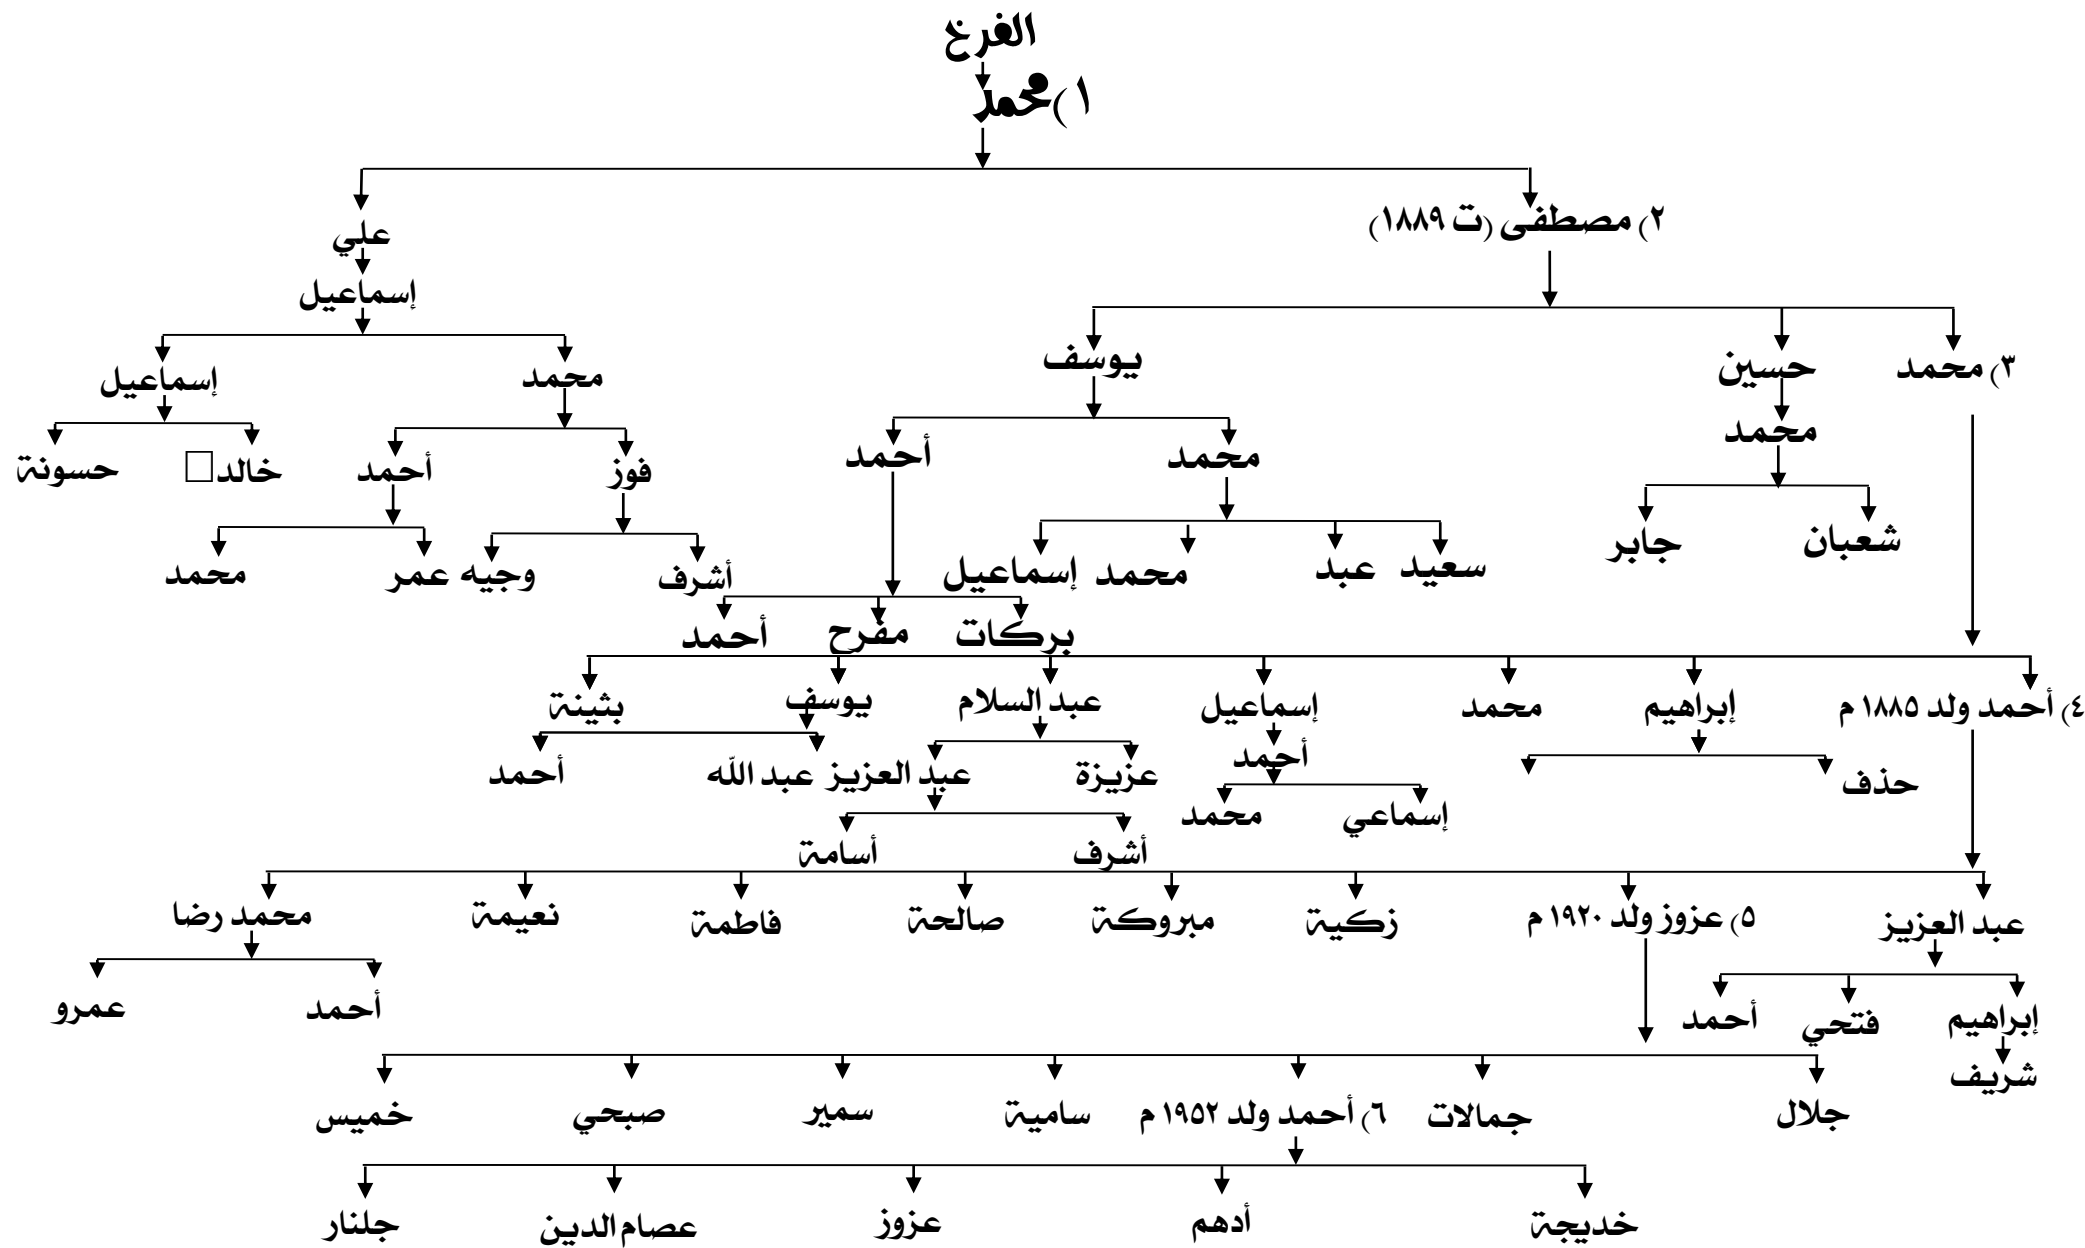 الفرخ
١) محمد
٢) مصطفى (ت ١٨٨٩)
علي
إسماعيل
٣) محمد
حسين
يوسف
محمد
إسماعيل
محمد
محمد
أحمد
فوز
أحمد
خالد
حسونة
شعبان
جابر
سعيد
عبد
محمد
إسماعيل
أشرف
وجيه
عمر
محمد
بركات
مفرح
أحمد
٤) أحمد ولد ١٨٨٥ م
إبراهيم
محمد
إسماعيل
عبد السلام
يوسف
بثينة
حذف
أحمد
عزيزة
عبد العزيز
عبد الله
أحمد
إسماعي
محمد
أشرف
أسامة
عبد العزيز
٥) عزوز ولد ١٩٢٠ م
زكية
مبروكة
صالحة
فاطمة
نعيمة
محمد رضا
إبراهيم
فتحي
أحمد
أحمد
عمرو
شريف
جلال
جمالات
٦) أحمد ولد ١٩٥٢ م
سامية
سمير
صبحي
خميس
خديجة
أدهم
عزوز
عصام الدين
جلنار